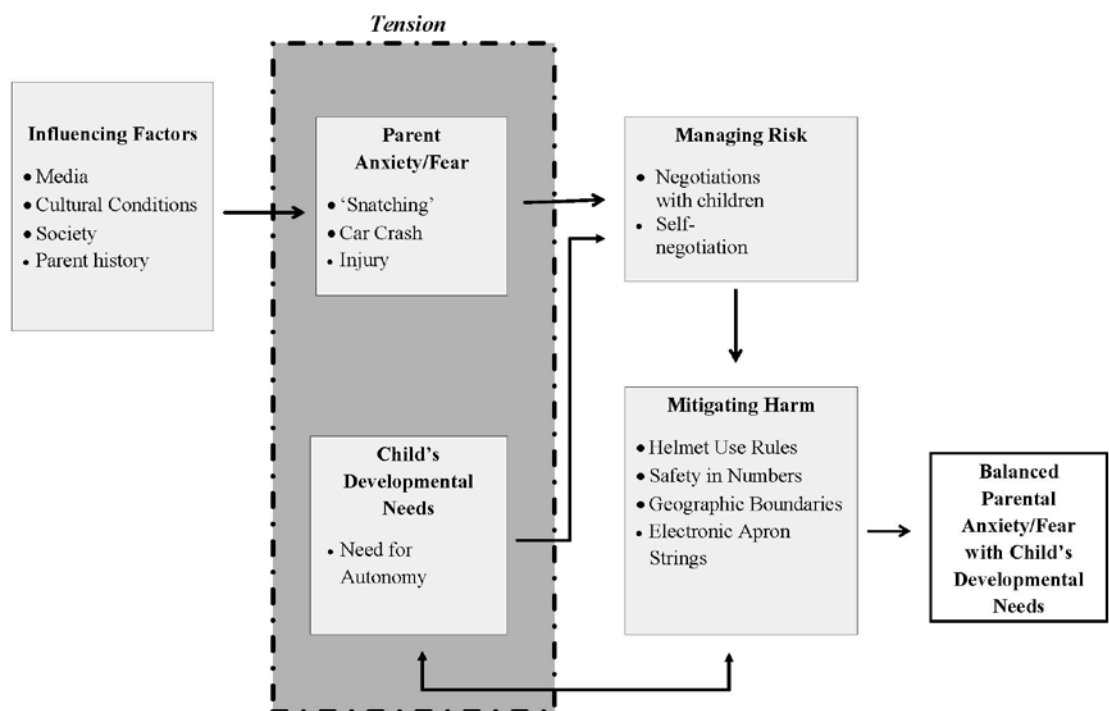 Tension
Influencing Factors
• Media
• Cultural Conditions
• Society
• Parent history
Parent
Anxiety/Fear
• ‘Snatching’
• Car Crash
• Injury
Child’s
Developmental
Needs
• Need for
Autonomy
Managing Risk
• Negotiations
with children
• Self-
negotiation
Mitigating Harm
• Helmet Use Rules
• Safety in Numbers
• Geographic Boundaries
• Electronic Apron
Strings
Balanced
Parental
Anxiety/Fear
with Child’s
Developmental
Needs